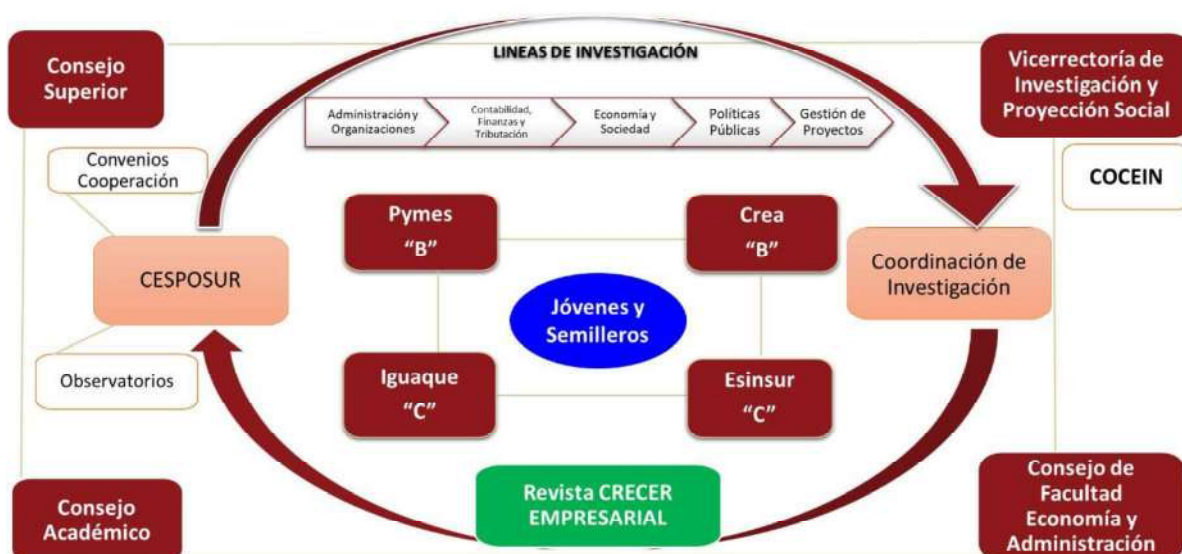 LINEAS DE INVESTIGACIÓN
Consejo
Superior
Vicerrectoría de
Investigación y
Proyección Social
Administración y
Organizaciones
Contabilidad,
Finanzas y
Tributación
Economía y
Sociedad
Políticas
Públicas
Gestión de
Proyectos
Convenios
Cooperación
COCEIN
Pymes
“B”
Crea
“B”
CESPOSUR
Coordinación de
Investigación
Jóvenes y
Semilleros
Observatorios
Iguaque
“C”
Esinsur
“C”
Revista CRECER
EMPRESARIAL
Consejo
Académico
Consejo de
Facultad
Economía y
Administración